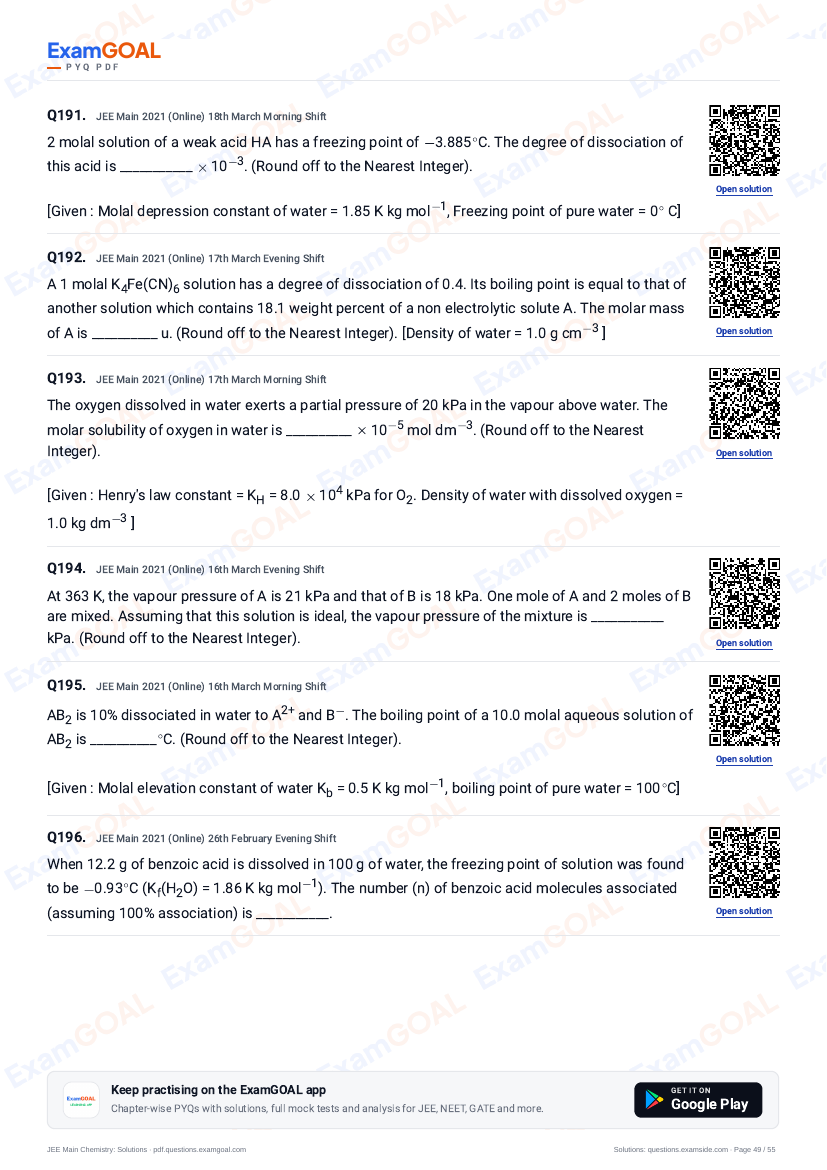 ExamGOAL
PYQ PDF
Q191. JEE Main 2021 (Online) 18th March Morning Shift
2 molal solution of a weak acid HA has a freezing point of −3.885°C. The degree of dissociation of
this acid is ___________ × 10⁻³. (Round off to the Nearest Integer).
[Given : Molal depression constant of water = 1.85 K kg mol⁻¹, Freezing point of pure water = 0° C]
Open solution
Q192. JEE Main 2021 (Online) 17th March Evening Shift
A 1 molal K₄Fe(CN)₆ solution has a degree of dissociation of 0.4. Its boiling point is equal to that of
another solution which contains 18.1 weight percent of a non electrolytic solute A. The molar mass
of A is __________ u. (Round off to the Nearest Integer). [Density of water = 1.0 g cm⁻³ ]
Open solution
Q193. JEE Main 2021 (Online) 17th March Morning Shift
The oxygen dissolved in water exerts a partial pressure of 20 kPa in the vapour above water. The
molar solubility of oxygen in water is __________ × 10⁻⁵ mol dm⁻³. (Round off to the Nearest
Integer).
[Given : Henry's law constant = K_H = 8.0 × 10⁴ kPa for O₂. Density of water with dissolved oxygen =
1.0 kg dm⁻³ ]
Open solution
Q194. JEE Main 2021 (Online) 16th March Evening Shift
At 363 K, the vapour pressure of A is 21 kPa and that of B is 18 kPa. One mole of A and 2 moles of B
are mixed. Assuming that this solution is ideal, the vapour pressure of the mixture is ___________
kPa. (Round off to the Nearest Integer).
Open solution
Q195. JEE Main 2021 (Online) 16th March Morning Shift
AB₂ is 10% dissociated in water to A²⁺ and B⁻. The boiling point of a 10.0 molal aqueous solution of
AB₂ is __________°C. (Round off to the Nearest Integer).
[Given : Molal elevation constant of water K_b = 0.5 K kg mol⁻¹, boiling point of pure water = 100°C]
Open solution
Q196. JEE Main 2021 (Online) 26th February Evening Shift
When 12.2 g of benzoic acid is dissolved in 100 g of water, the freezing point of solution was found
to be −0.93°C (K_f(H₂O) = 1.86 K kg mol⁻¹). The number (n) of benzoic acid molecules associated
(assuming 100% association) is ___________.
Open solution
ExamGOAL
Keep practising on the ExamGOAL app
Chapter-wise PYQs with solutions, full mock tests and analysis for JEE, NEET, GATE and more.
GET IT ON
Google Play
JEE Main Chemistry: Solutions · pdf.questions.examgoal.com
Solutions: questions.examside.com · Page 49 / 55